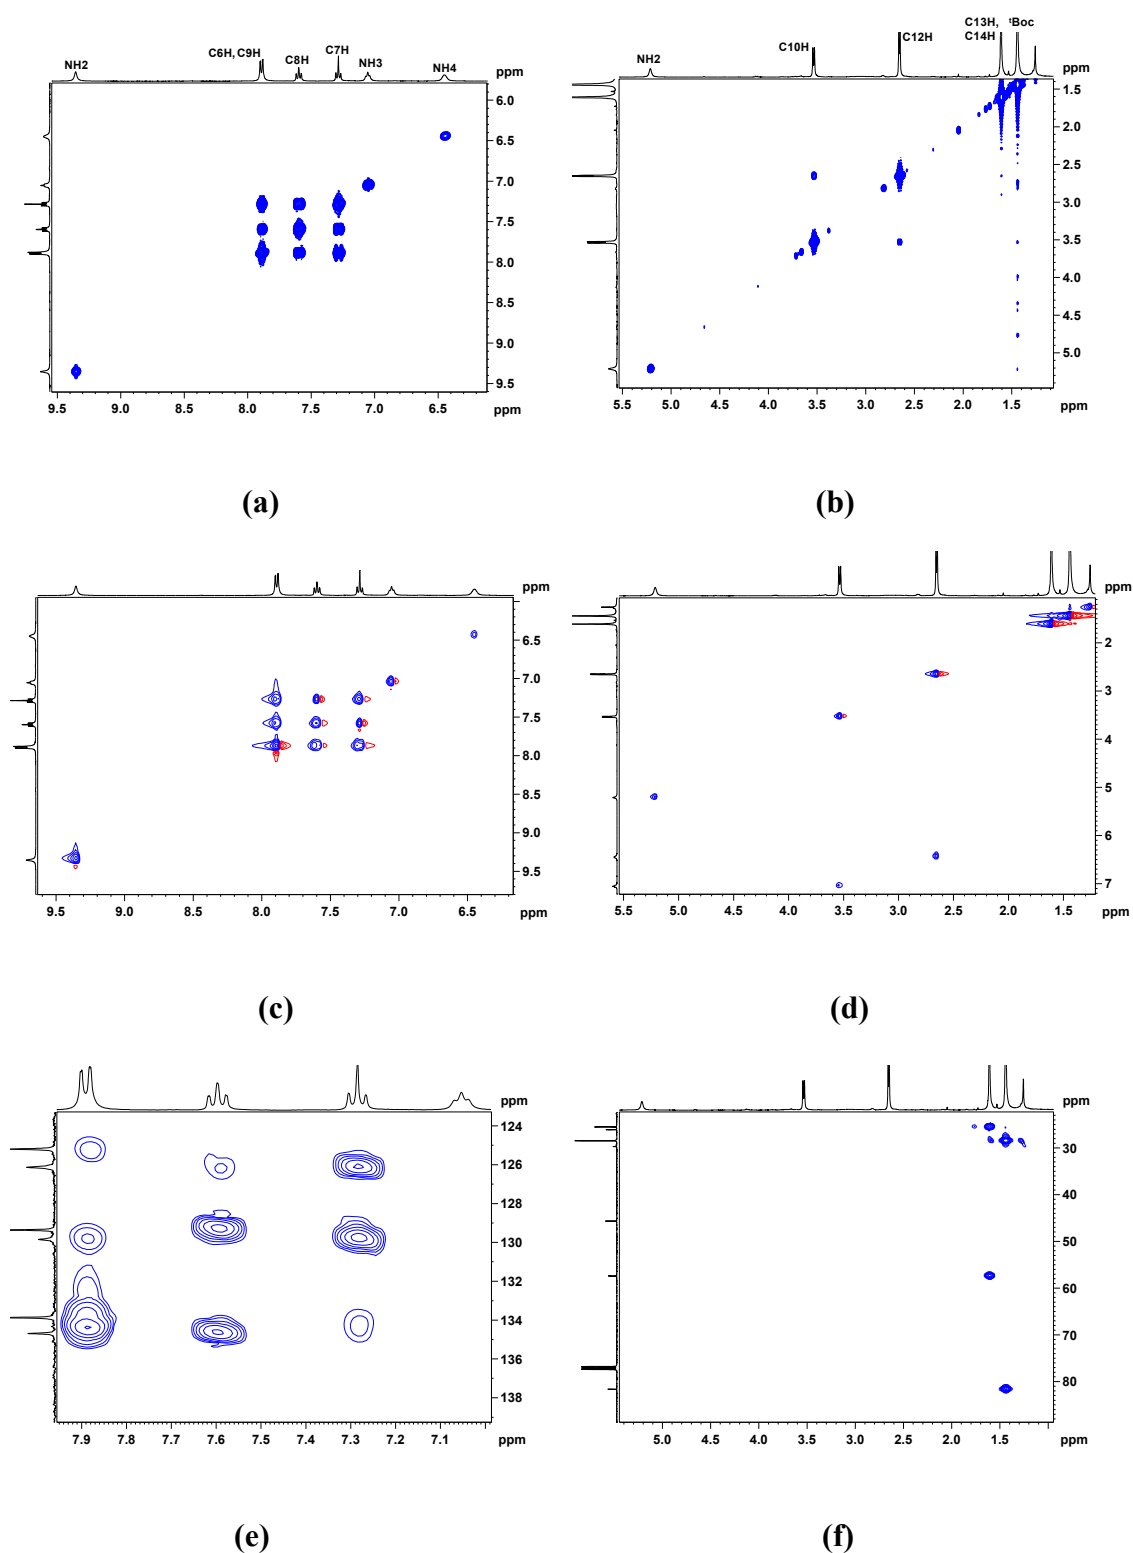 NH2 C6H, C9H C8H C7H NH3 NH4 ppm
6.0
6.5
7.0
7.5
8.0
8.5
9.0
9.5
9.5 9.0 8.5 8.0 7.5 7.0 6.5 ppm
(a)
C13H, ᵗBoc
C14H
NH2 C10H C12H ppm
1.5
2.0
2.5
3.0
3.5
4.0
4.5
5.0
5.5 5.0 4.5 4.0 3.5 3.0 2.5 2.0 1.5 ppm
(b)
ppm
6.5
7.0
7.5
8.0
8.5
9.0
9.5
9.5 9.0 8.5 8.0 7.5 7.0 6.5 ppm
(c)
ppm
2
3
4
5
6
7
5.5 5.0 4.5 4.0 3.5 3.0 2.5 2.0 1.5 ppm
(d)
ppm
124
126
128
130
132
134
136
138
7.9 7.8 7.7 7.6 7.5 7.4 7.3 7.2 7.1 ppm
(e)
ppm
30
40
50
60
70
80
5.0 4.5 4.0 3.5 3.0 2.5 2.0 1.5 ppm
(f)